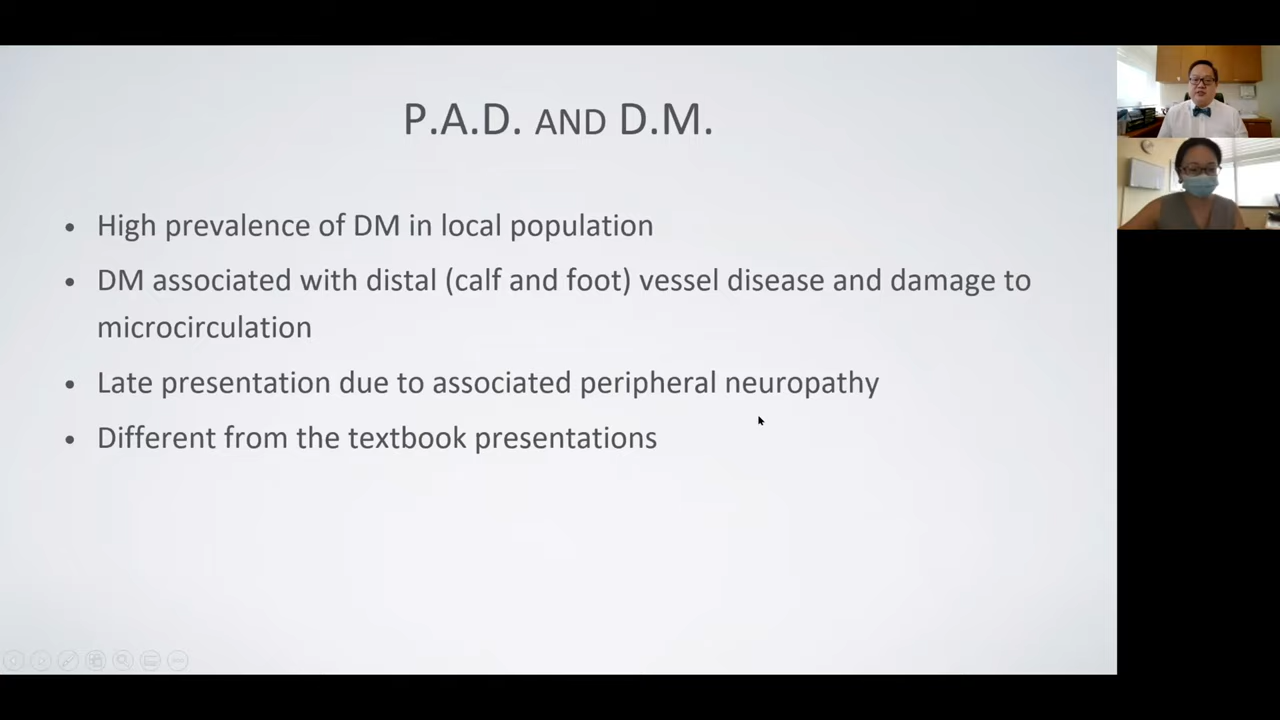 P.A.D. AND D.M.
• High prevalence of DM in local population
• DM associated with distal (calf and foot) vessel disease and damage to
microcirculation
• Late presentation due to associated peripheral neuropathy
• Different from the textbook presentations